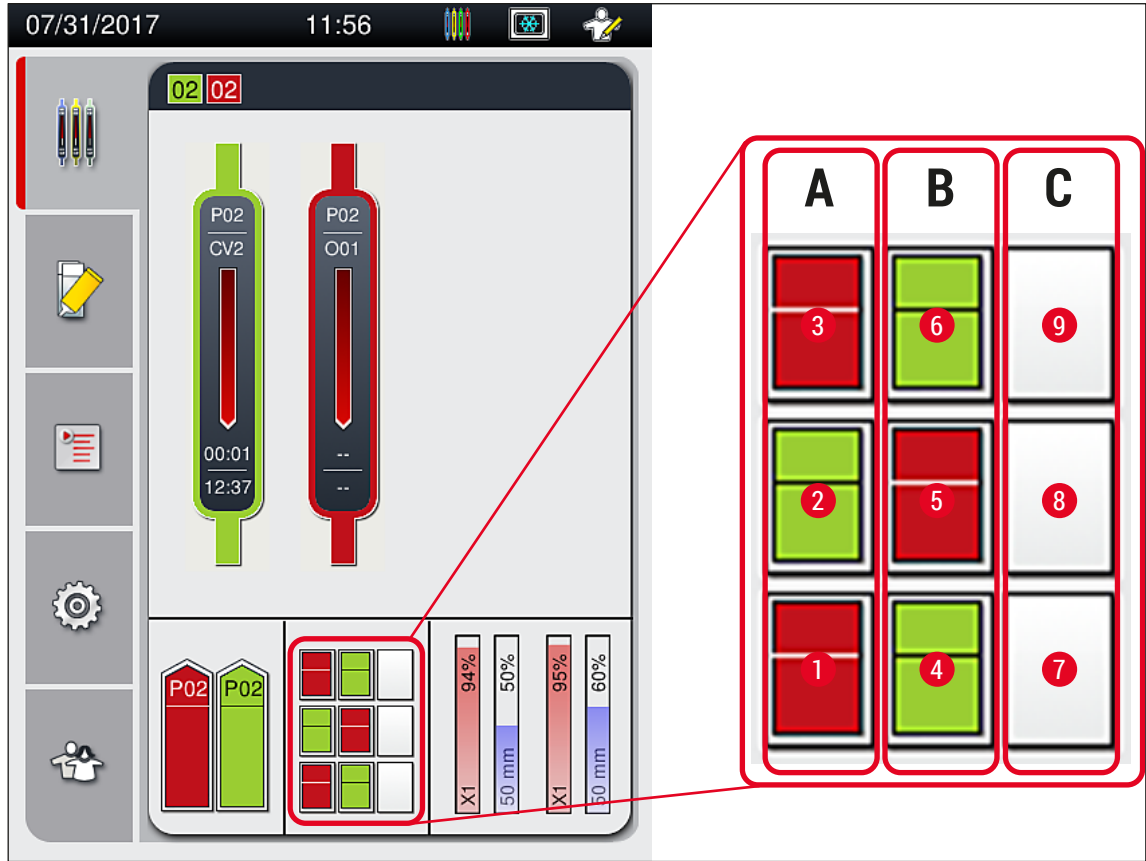 07/31/2017 11:56
02 02
P02 P02
CV2 O01
00:01 --
12:37 --
P02 P02
X1 94%
50 mm 50%
X1 95%
50 mm 60%
A B C
3 6 9
2 5 8
1 4 7